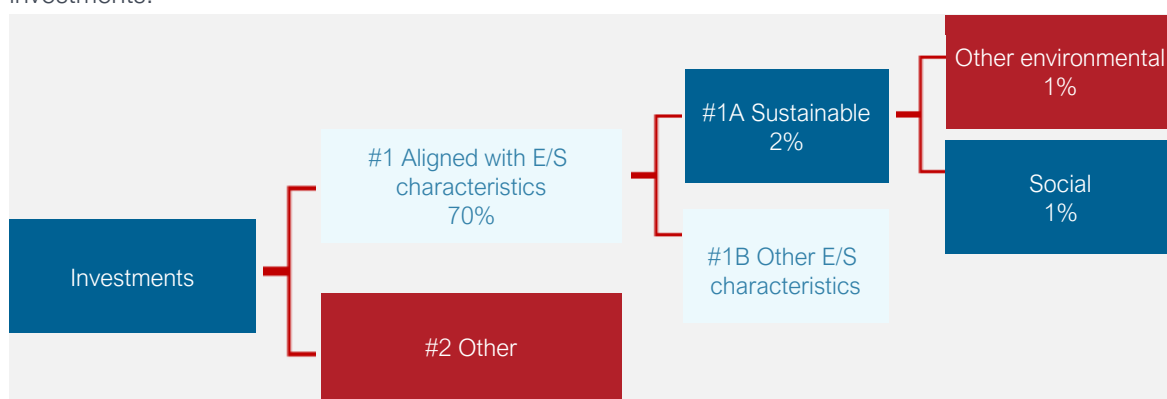 Investments
#1 Aligned with E/S
characteristics
70%
#2 Other
#1A Sustainable
2%
#1B Other E/S
characteristics
Other environmental
1%
Social
1%